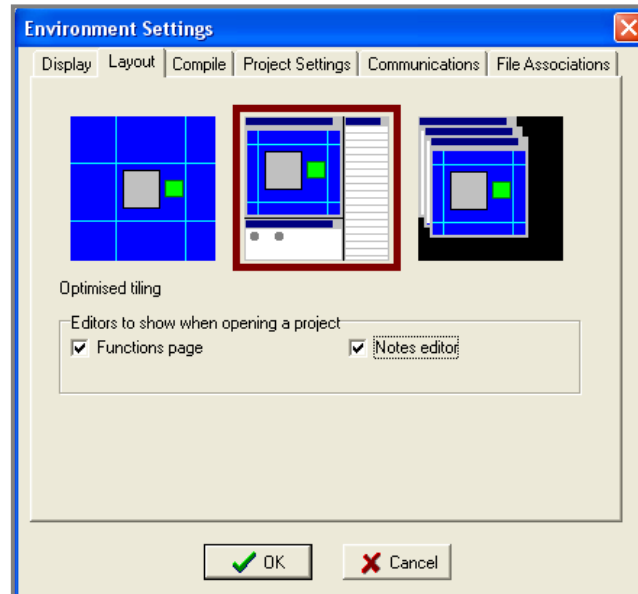 Environment Settings
Display Layout Compile Project Settings Communications File Associations
Optimised tiling
Editors to show when opening a project
Functions page Notes editor
OK Cancel